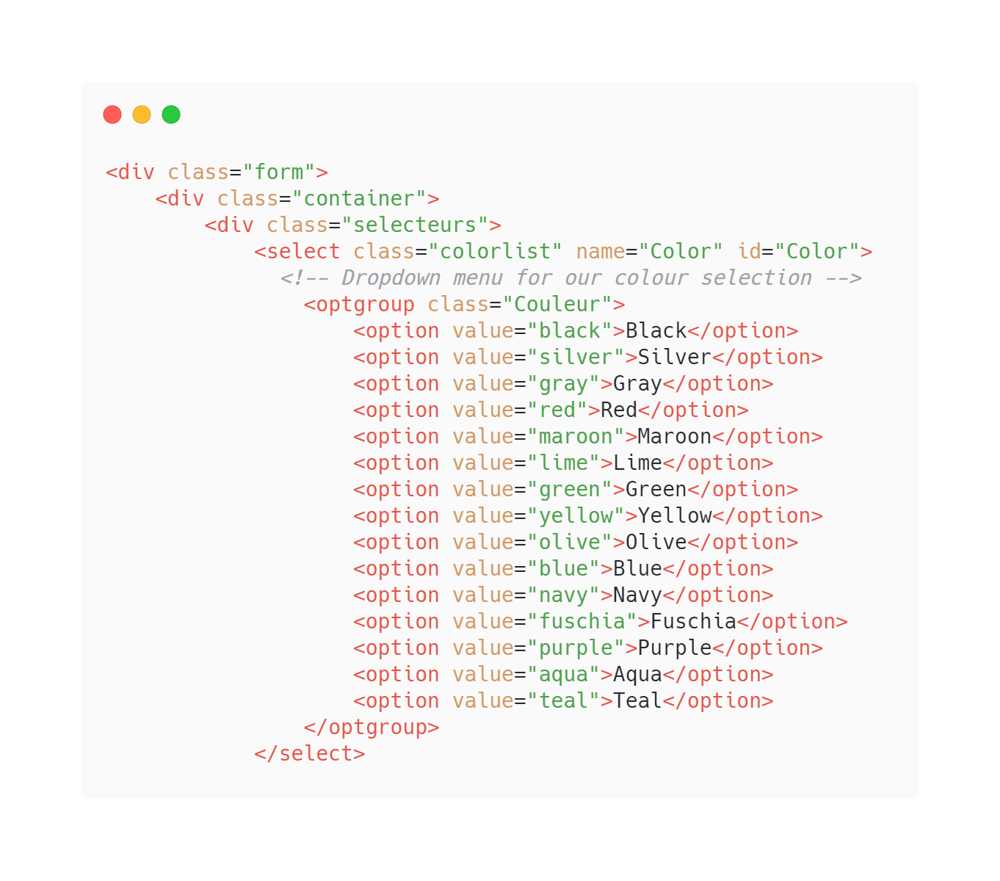 <div class="form">
<div class="container">
<div class="selecteurs">
<select class="colorlist" name="Color" id="Color">
<!-- Dropdown menu for our colour selection -->
<optgroup class="Couleur">
<option value="black">Black</option>
<option value="silver">Silver</option>
<option value="gray">Gray</option>
<option value="red">Red</option>
<option value="maroon">Maroon</option>
<option value="lime">Lime</option>
<option value="green">Green</option>
<option value="yellow">Yellow</option>
<option value="olive">Olive</option>
<option value="blue">Blue</option>
<option value="navy">Navy</option>
<option value="fuschia">Fuschia</option>
<option value="purple">Purple</option>
<option value="aqua">Aqua</option>
<option value="teal">Teal</option>
</optgroup>
</select>